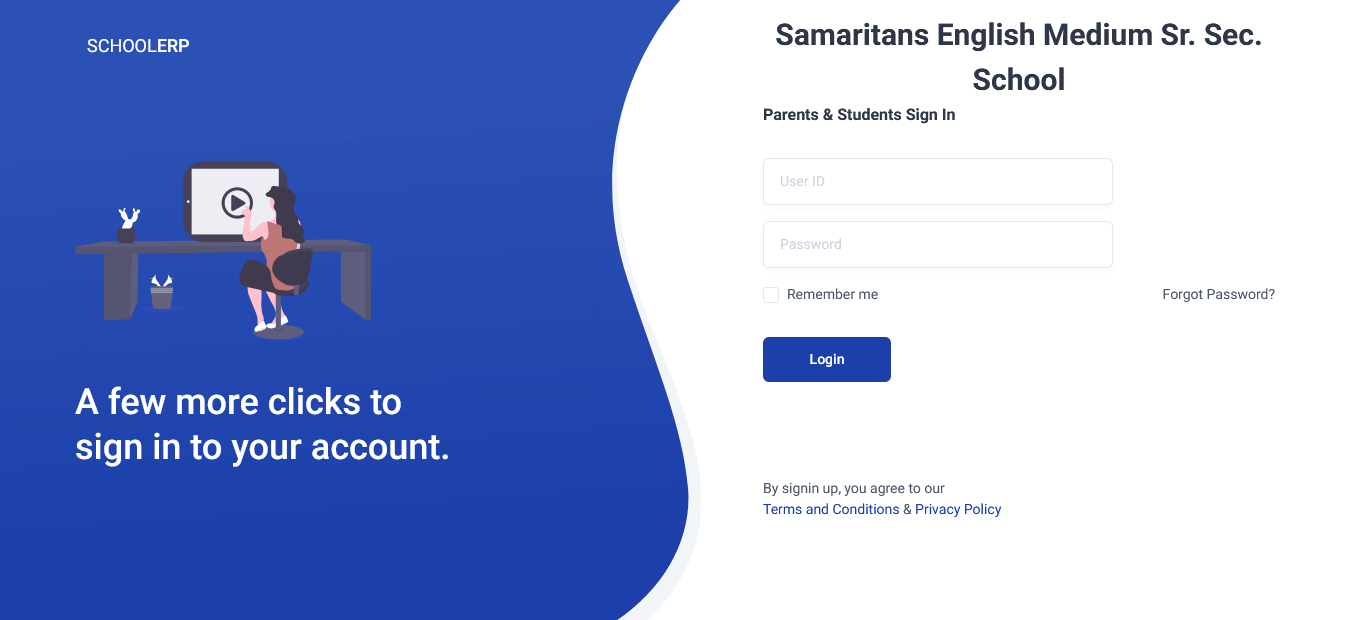 SCHOOLERP
A few more clicks to
sign in to your account.
Samaritans English Medium Sr. Sec.
School
Parents & Students Sign In
User ID
Password
Remember me
Forgot Password?
Login
By signin up, you agree to our
Terms and Conditions & Privacy Policy